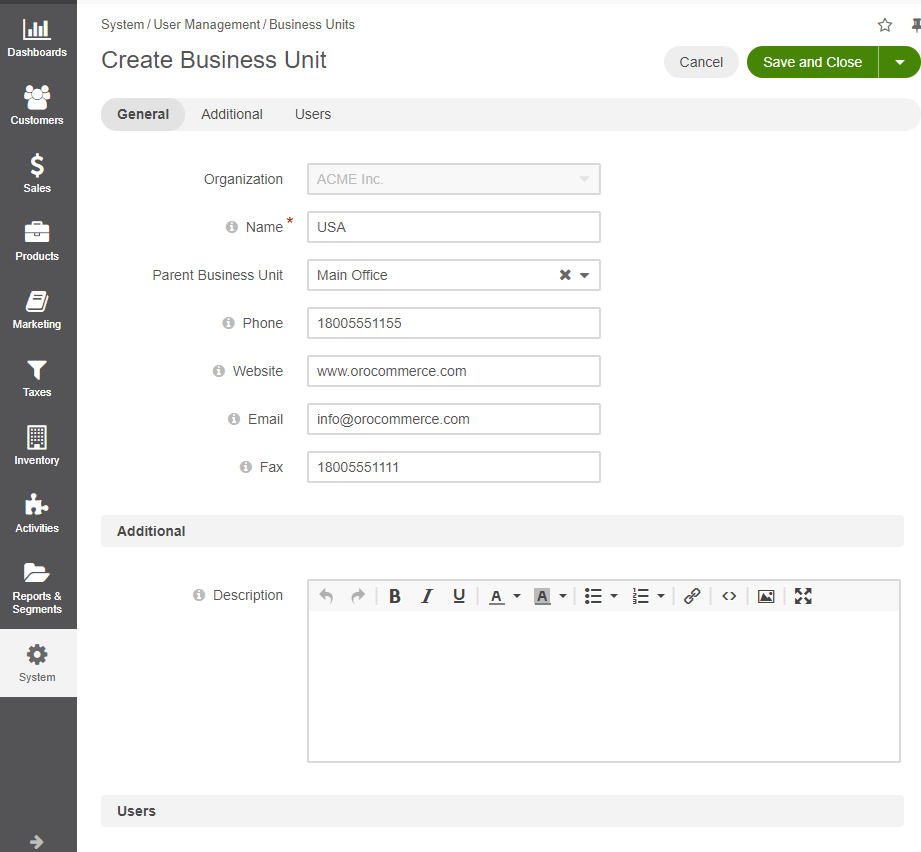 Dashboards
Customers
Sales
Products
Marketing
Taxes
Inventory
Activities
Reports &
Segments
System
System / User Management / Business Units
Create Business Unit
Cancel
Save and Close
General Additional Users
Organization ACME Inc.
Name * USA
Parent Business Unit Main Office
Phone 18005551155
Website www.orocommerce.com
Email info@orocommerce.com
Fax 18005551111
Additional
Description
B I U A A
Users